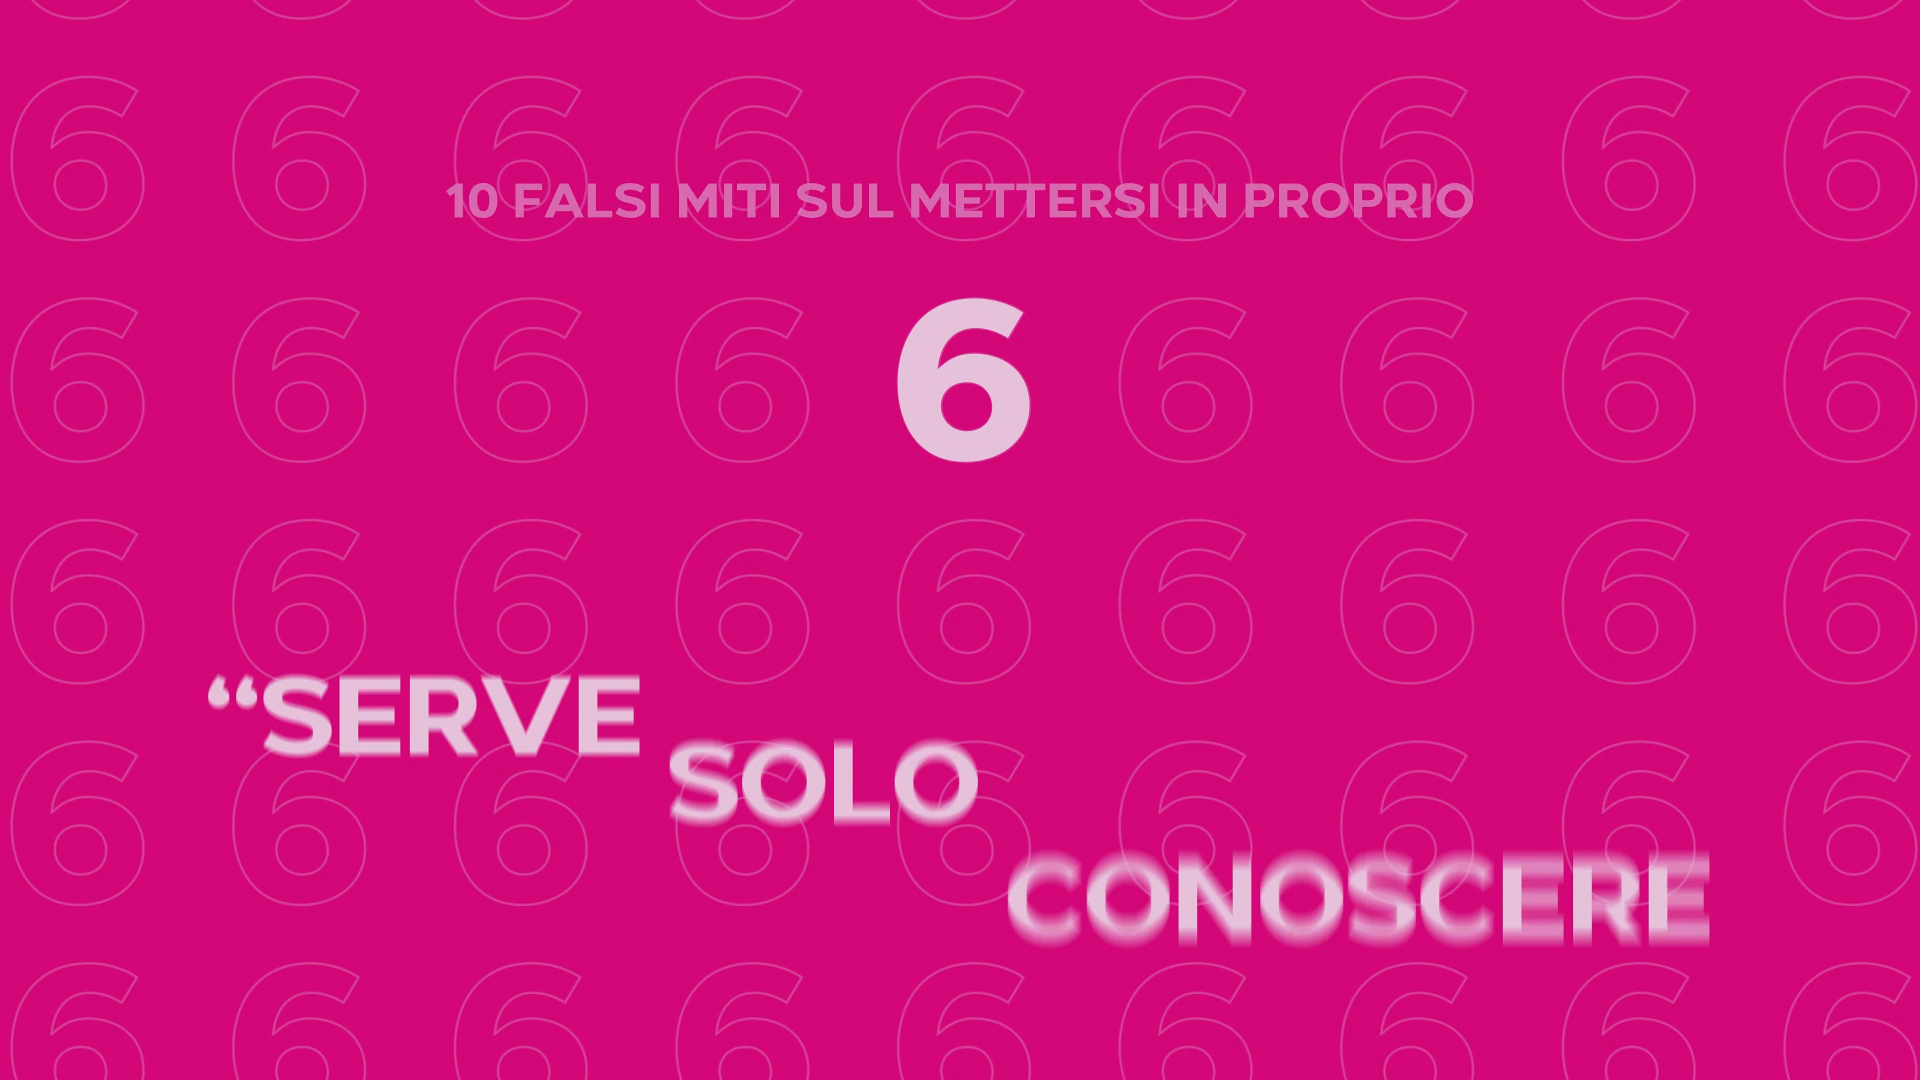 10 FALSI MITI SUL METTERSI IN PROPRIO
6
“SERVE
SOLO
CONOSCERE